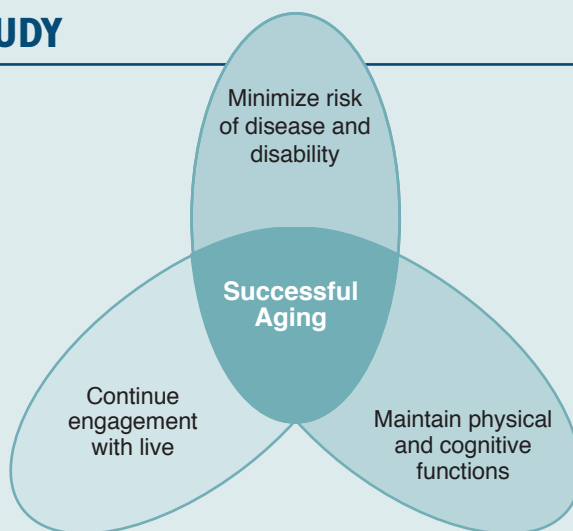 UDY
Minimize risk
of disease and
disability
Successful
Aging
Continue
engagement
with live
Maintain physical
and cognitive
functions